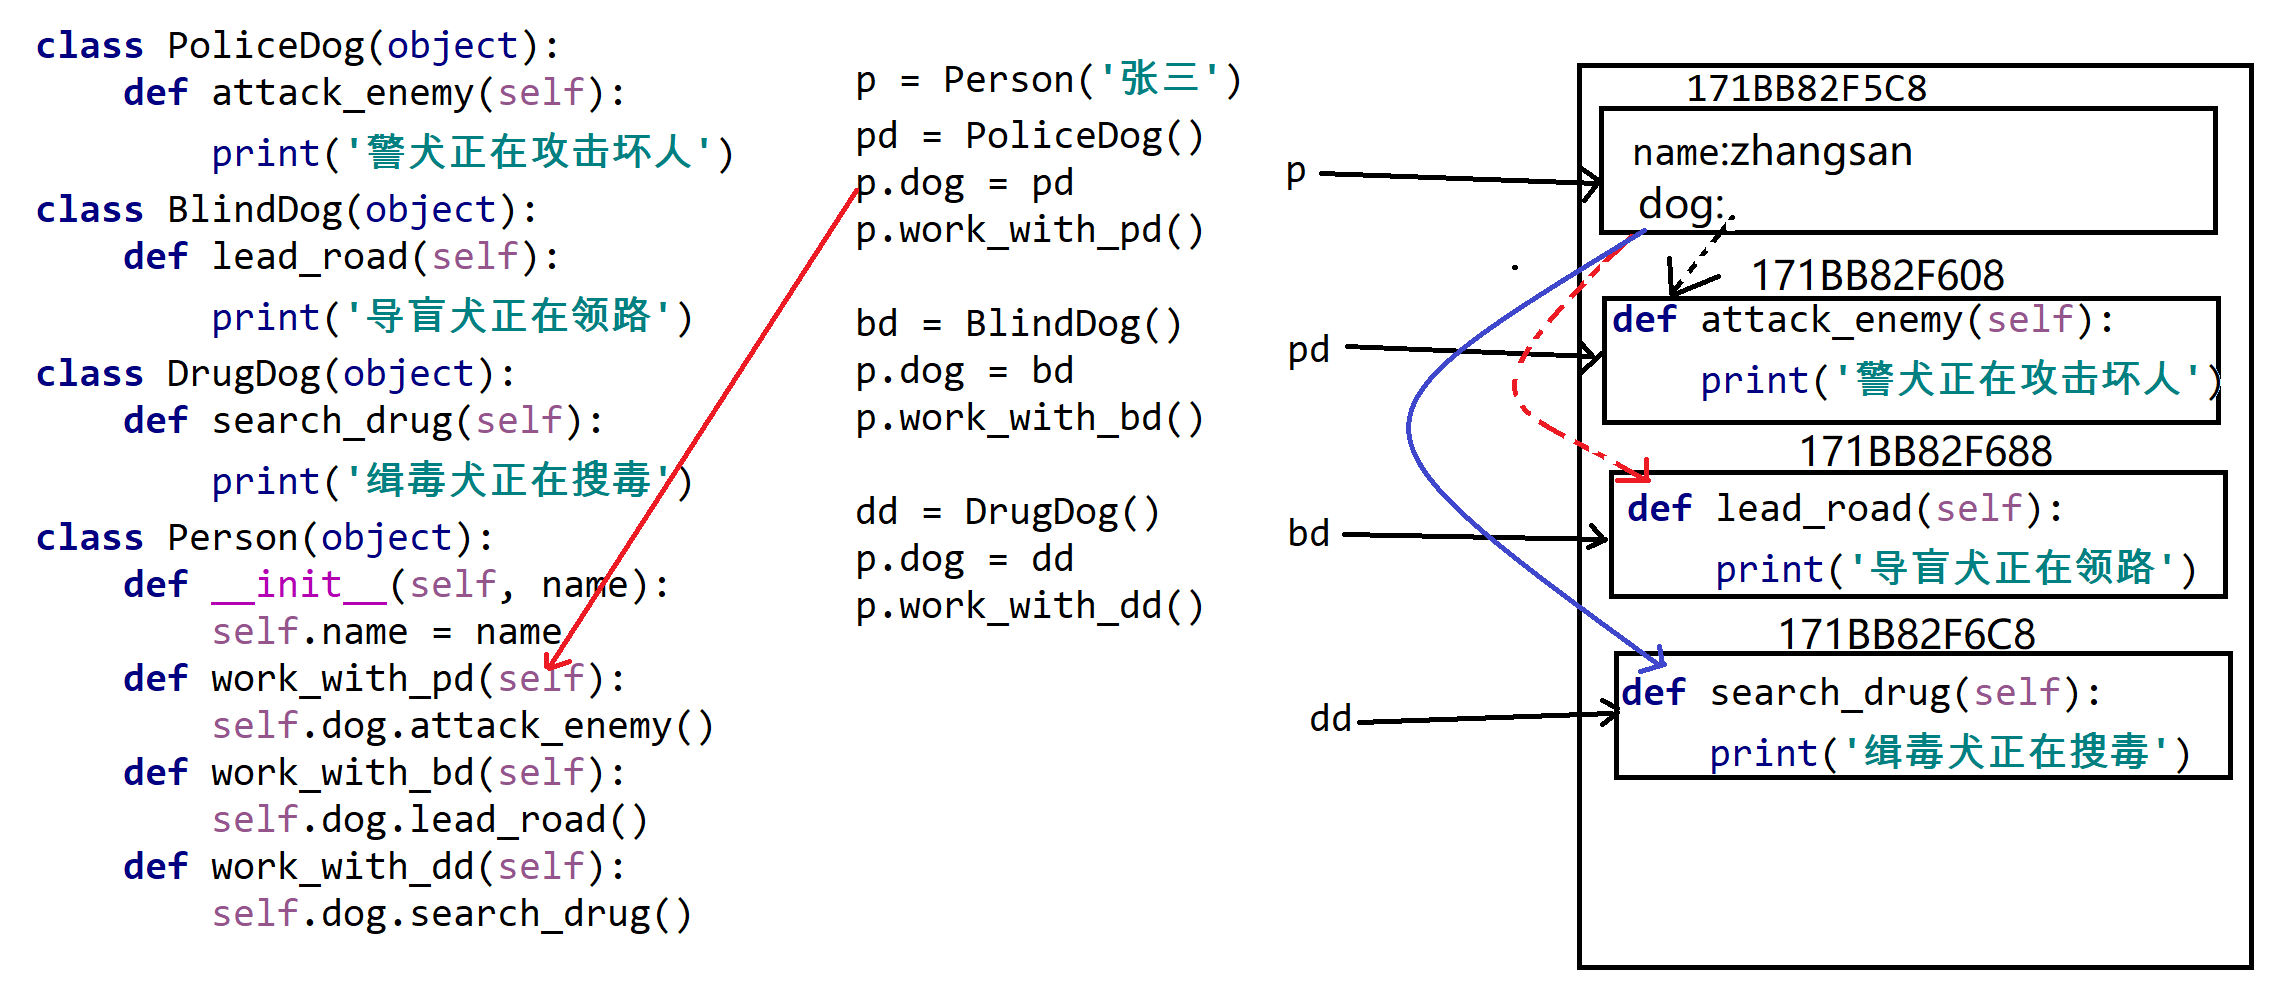 class PoliceDog(object):
    def attack_enemy(self):
        print('警犬正在攻击坏人')
class BlindDog(object):
    def lead_road(self):
        print('导盲犬正在领路')
class DrugDog(object):
    def search_drug(self):
        print('缉毒犬正在搜毒')
class Person(object):
    def __init__(self, name):
        self.name = name
    def work_with_pd(self):
        self.dog.attack_enemy()
    def work_with_bd(self):
        self.dog.lead_road()
    def work_with_dd(self):
        self.dog.search_drug()
p = Person('张三')
pd = PoliceDog()
p.dog = pd
p.work_with_pd()
bd = BlindDog()
p.dog = bd
p.work_with_bd()
dd = DrugDog()
p.dog = dd
p.work_with_dd()
171BB82F5C8
p
name:zhangsan
dog:
171BB82F608
pd
def attack_enemy(self):
    print('警犬正在攻击坏人')
171BB82F688
bd
def lead_road(self):
    print('导盲犬正在领路')
171BB82F6C8
dd
def search_drug(self):
    print('缉毒犬正在搜毒')